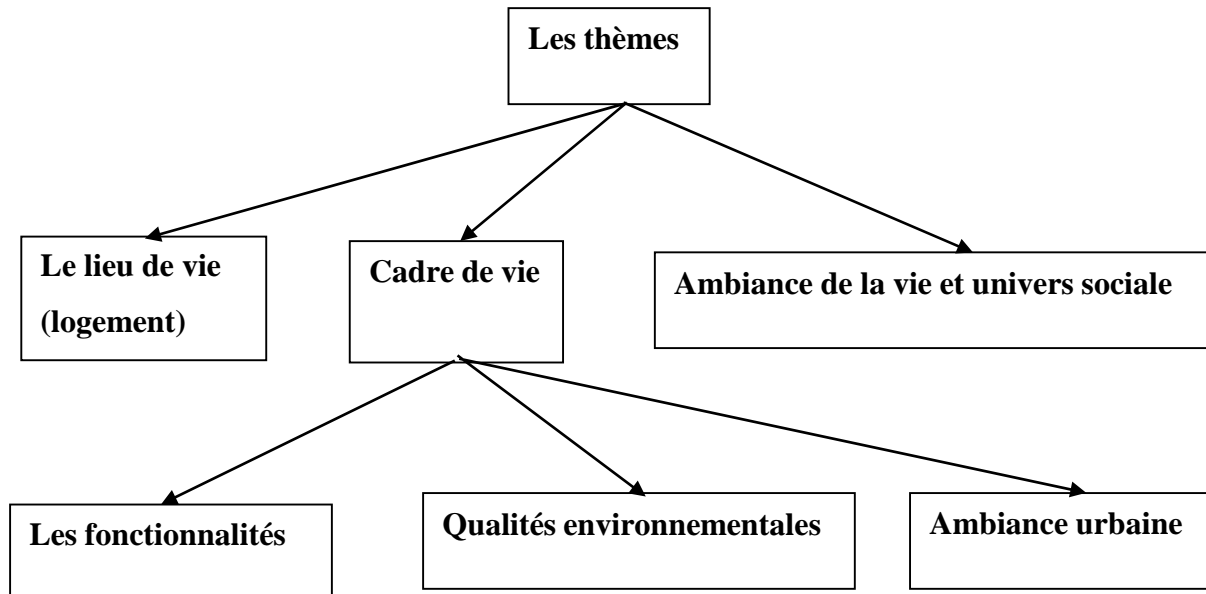 Les thèmes
Le lieu de vie
(logement)
Cadre de vie
Ambiance de la vie et univers sociale
Les fonctionnalités
Qualités environnementales
Ambiance urbaine